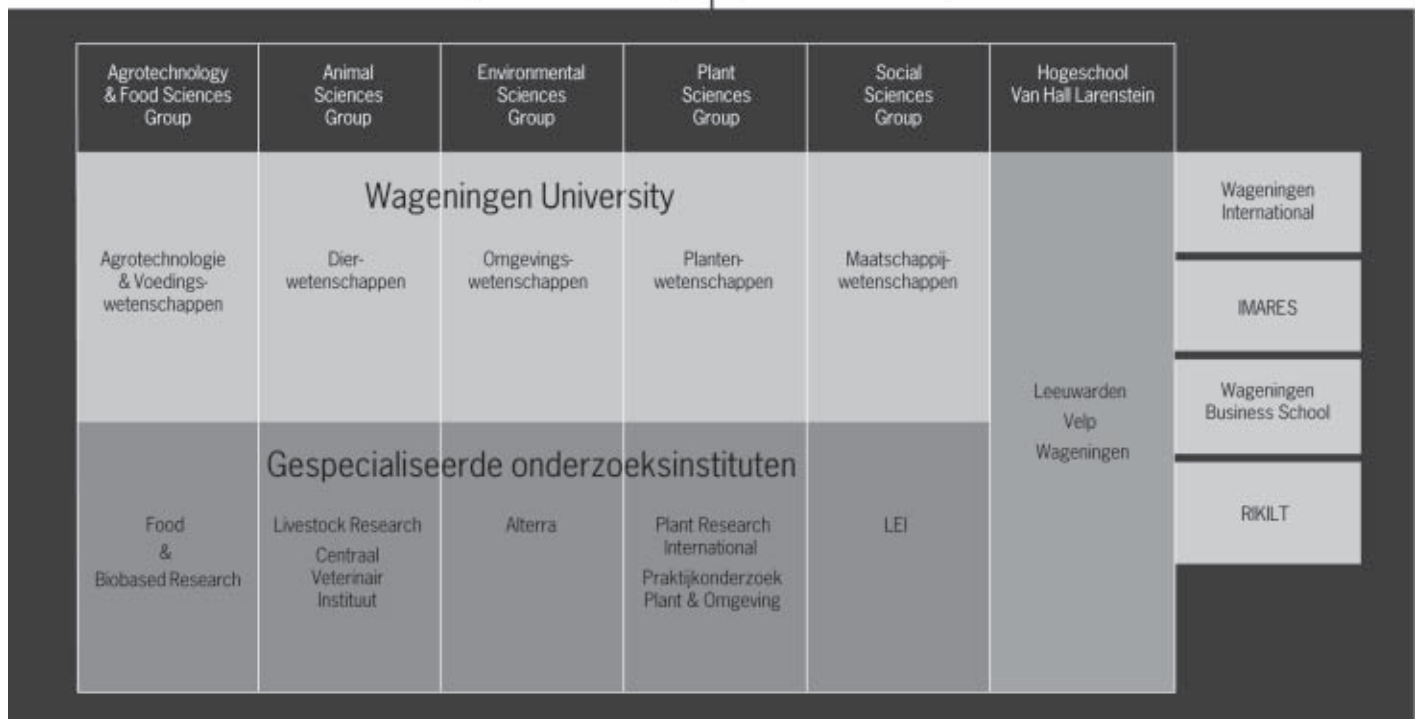 Agrotechnology
& Food Sciences
Group
Animal
Sciences
Group
Environmental
Sciences
Group
Plant
Sciences
Group
Social
Sciences
Group
Hogeschool
Van Hall Larenstein
Wageningen University
Agrotechnologie
& Voedings-
wetenschappen
Dier-
wetenschappen
Omgevings-
wetenschappen
Planten-
wetenschappen
Maatschappij-
wetenschappen
Gespecialiseerde onderzoeksinstituten
Food
&
Biobased Research
Livestock Research
Centraal
Veterinair
Instituut
Alterra
Plant Research
International
Praktijkonderzoek
Plant & Omgeving
LEI
Leeuwarden
Velp
Wageningen
Wageningen
International
IMARES
Wageningen
Business School
RIKILT